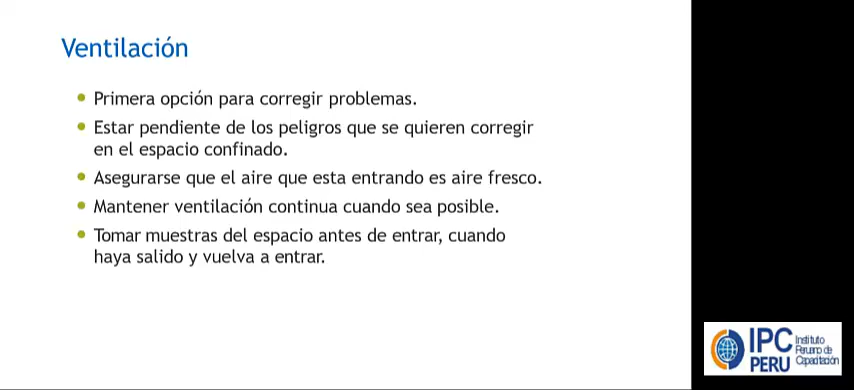 Ventilación
Primera opción para corregir problemas.
Estar pendiente de los peligros que se quieren corregir
en el espacio confinado.
Asegurarse que el aire que esta entrando es aire fresco.
Mantener ventilación continua cuando sea posible.
Tomar muestras del espacio antes de entrar, cuando
haya salido y vuelva a entrar.
IPC
PERU
Instituto
Peruano de
Capacitación